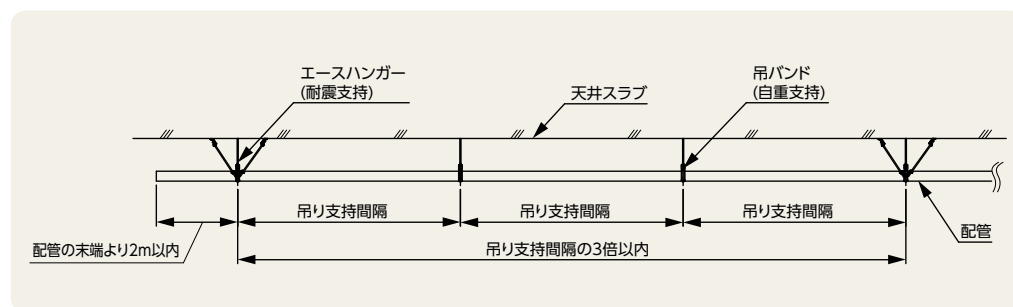 エースハンガー
(耐震支持)
吊バンド
(自重支持)
天井スラブ
吊り支持間隔
吊り支持間隔
吊り支持間隔
配管
配管の末端より2m以内
吊り支持間隔の3倍以内